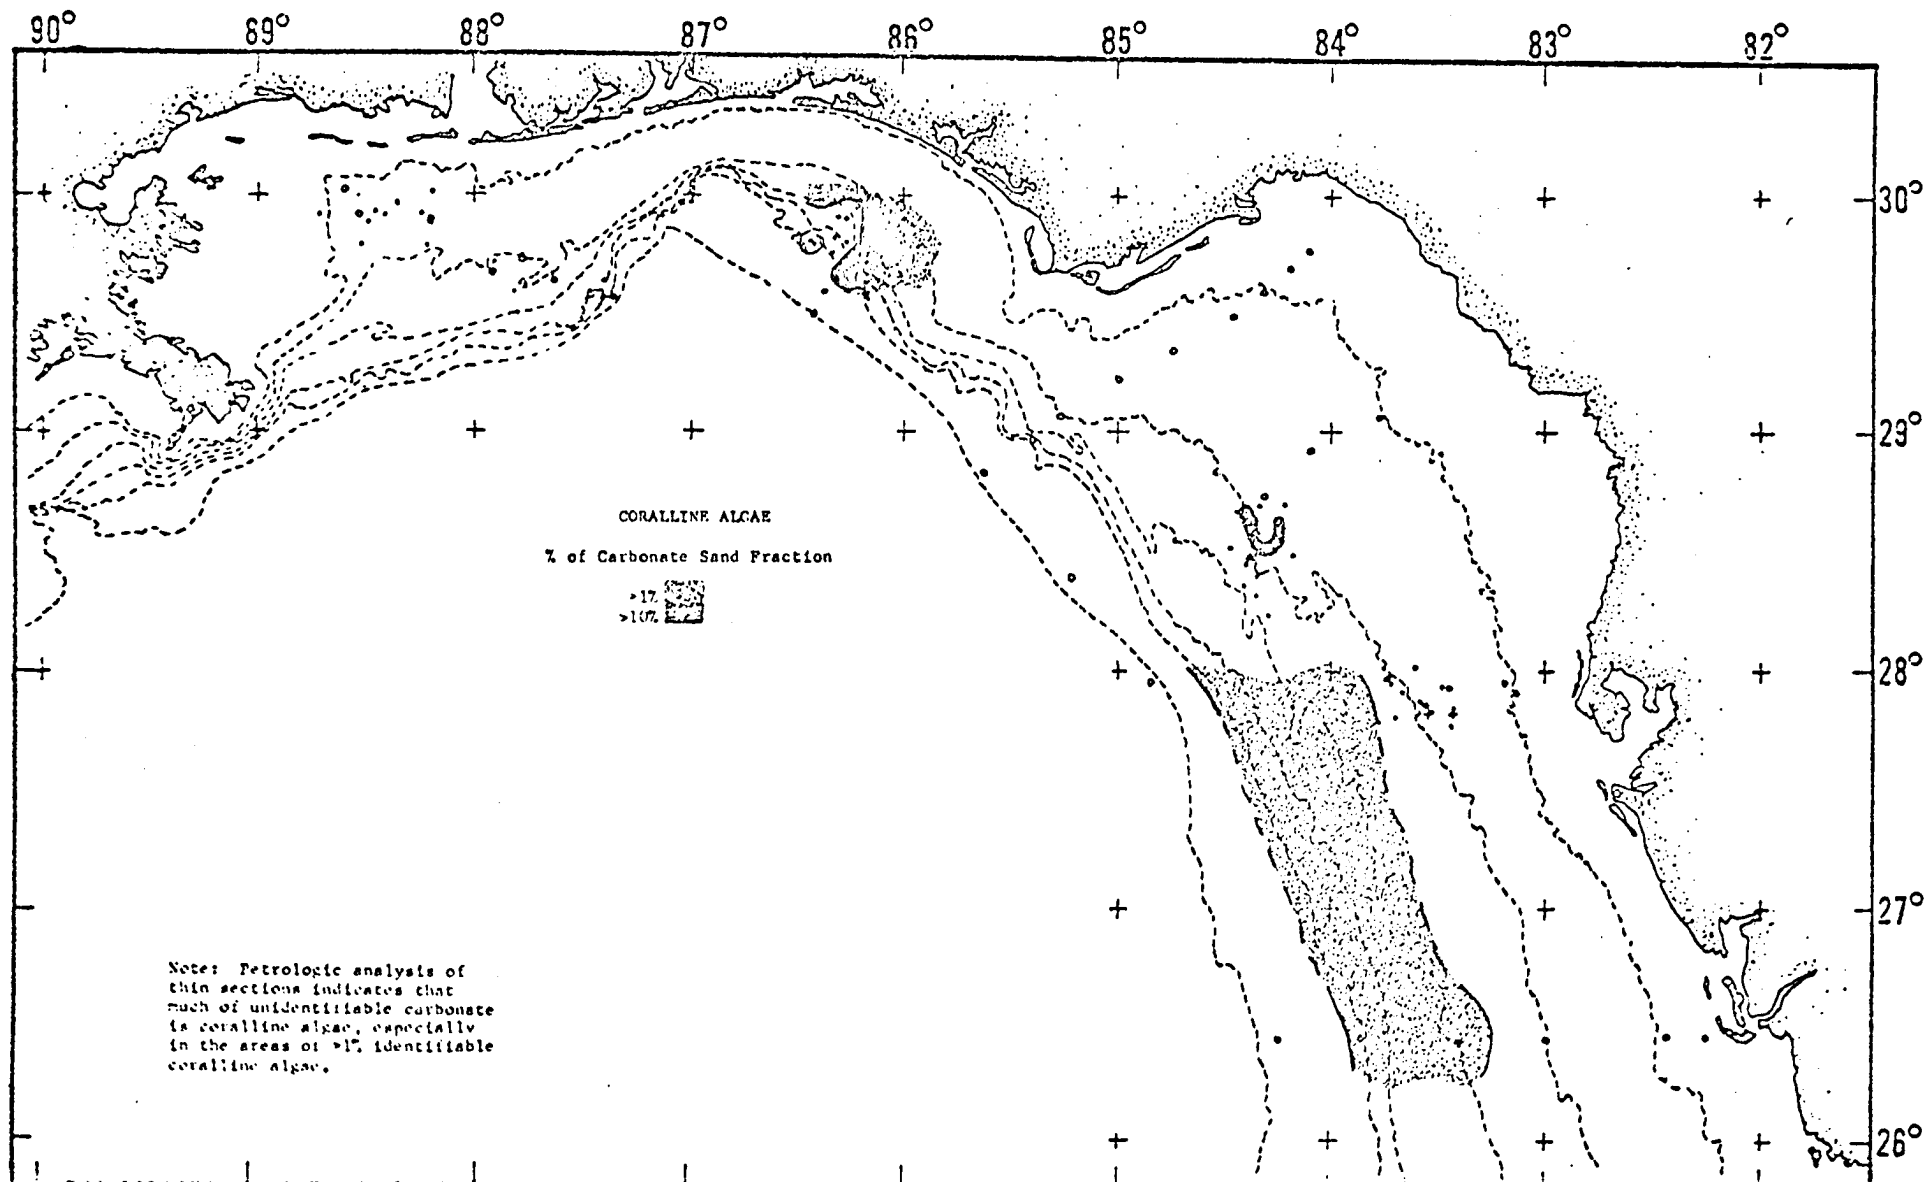 90° 89° 88° 87° 86° 85° 84° 83° 82°
30°
29°
CORALLINE ALGAE
% of Carbonate Sand Fraction
>1%
>10%
28°
27°
Note: Petrologic analysis of
thin sections indicates that
much of unidentifiable carbonate
is coralline algae, especially
in the areas of >1% identifiable
coralline algae.
26°